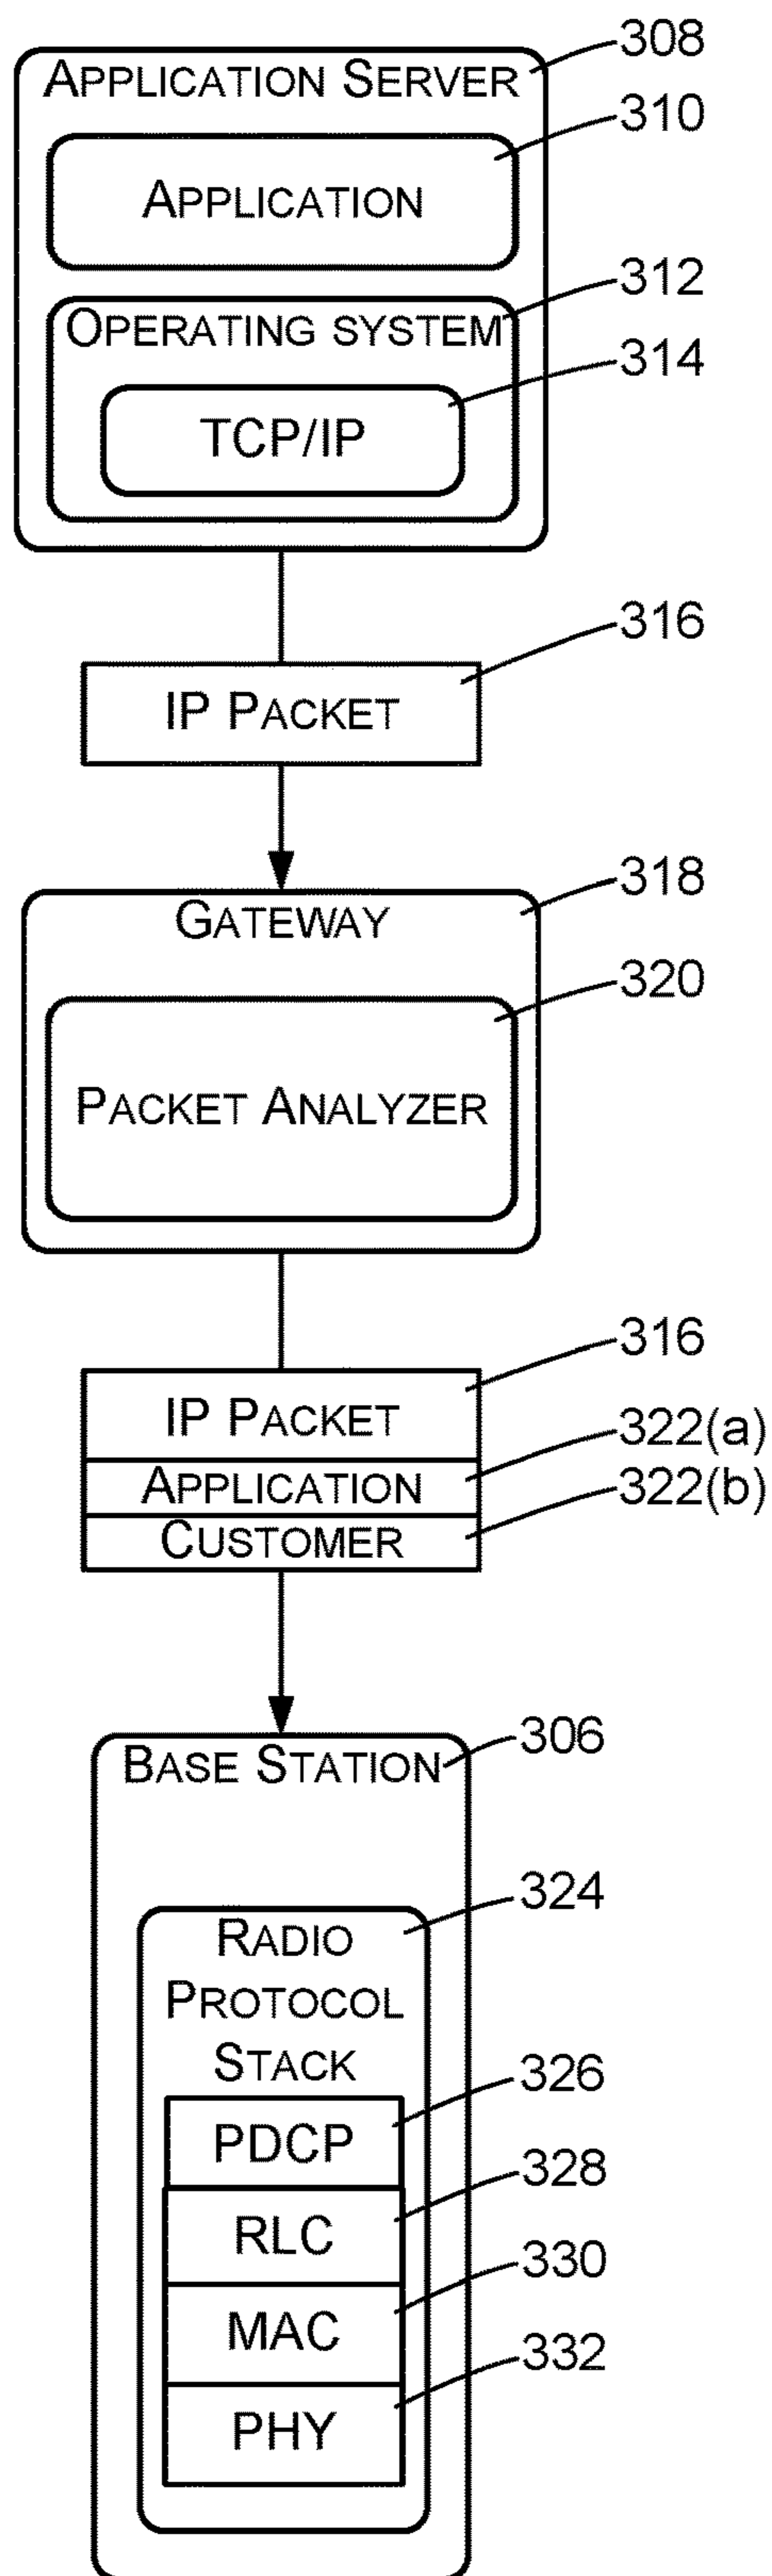 APPLICATION SERVER
308
APPLICATION
310
OPERATING SYSTEM
312
TCP/IP
314
IP PACKET
316
GATEWAY
318
PACKET ANALYZER
320
IP PACKET
316
APPLICATION
322(a)
CUSTOMER
322(b)
BASE STATION
306
RADIO
PROTOCOL
STACK
324
PDCP
326
RLC
328
MAC
330
PHY
332